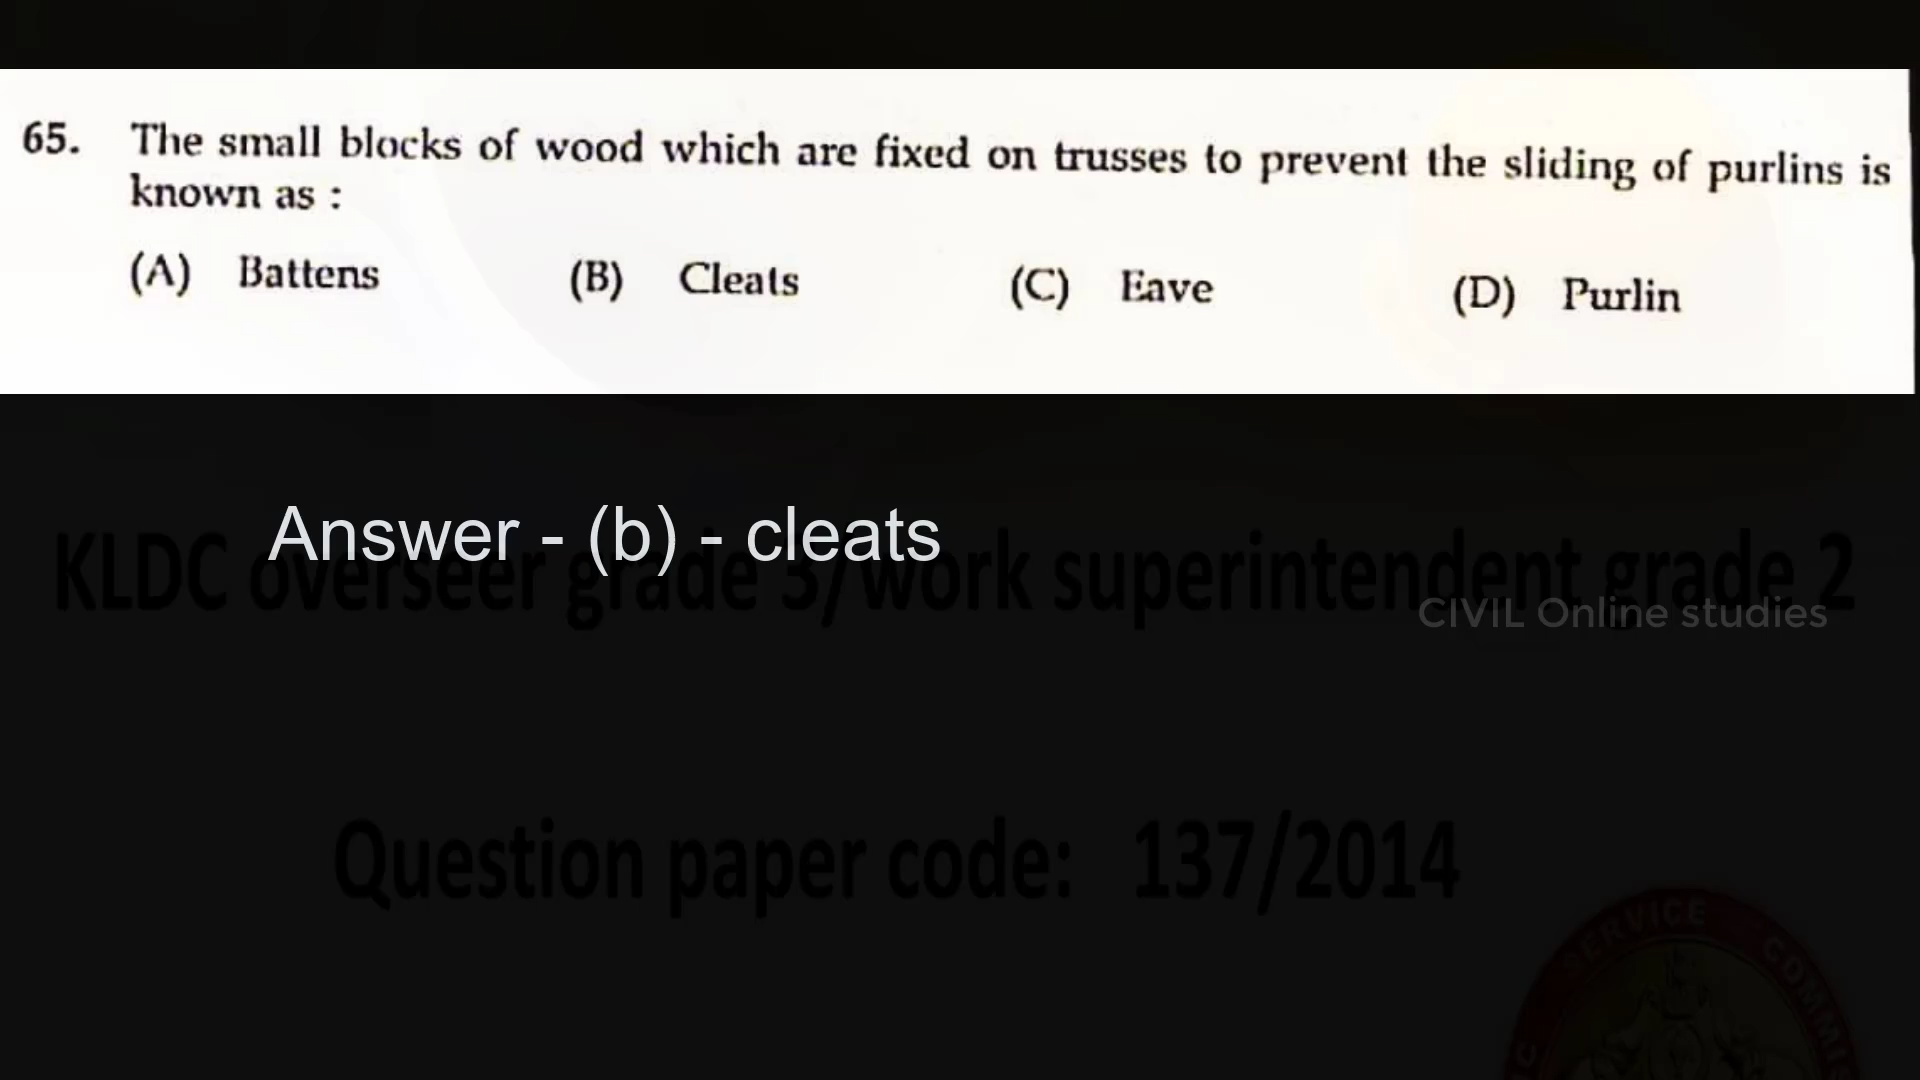 65. The small blocks of wood which are fixed on trusses to prevent the sliding of purlins is
known as :
(A) Battens (B) Cleats (C) Eave (D) Purlin
Answer - (b) - cleats
KLDC overseer grade 3/work superintendent grade 2
CIVIL Online studies
Question paper code: 137/2014
SERVICE COMMIS